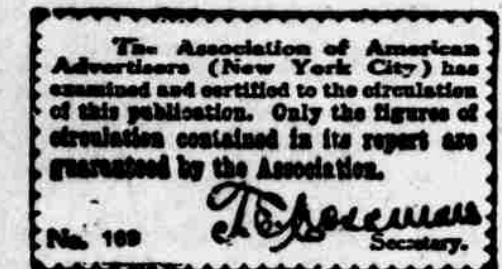 The Association of American
Advertisers (New York City) has
examined and certified to the circulation
of this publication. Only the figures of
circulation contained in its report are
guaranteed by the Association.
No. 169
Secretary.